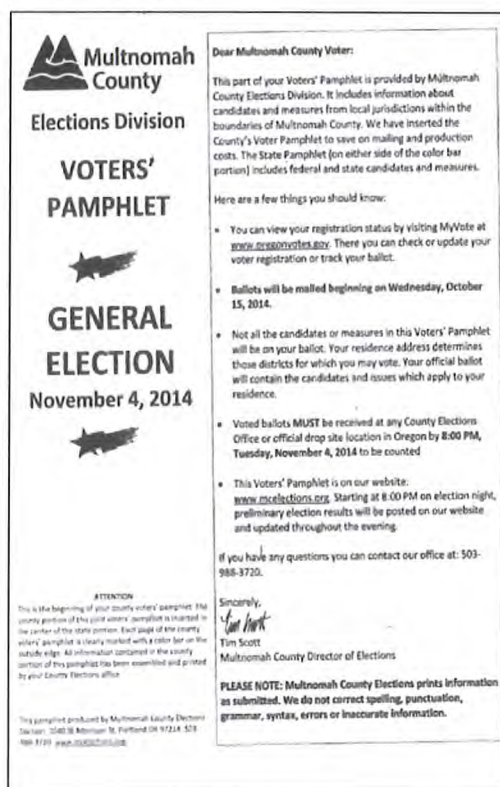 Multnomah
County
Elections Division
VOTERS'
PAMPHLET
GENERAL
ELECTION
November 4, 2014
ATTENTION
This is the beginning of your county voters' pamphlet. The
county portion of this joint voters' pamphlet is inserted in
the center of the state portion. Each page of the county
voters' pamphlet is clearly marked with a color bar on the
outside edge. All information contained in the county
portion of this pamphlet has been assembled and printed
by your County Elections office.
This pamphlet produced by Multnomah County Elections
Division, 1040 SE Morrison St, Portland OR 97214 503-
988-3720 www.mcelections.org
Dear Multnomah County Voter:
This part of your Voters' Pamphlet is provided by Multnomah
County Elections Division. It includes information about
candidates and measures from local jurisdictions within the
boundaries of Multnomah County. We have inserted the
County's Voter Pamphlet to save on mailing and production
costs. The State Pamphlet (on either side of the color bar
portion) includes federal and state candidates and measures.
Here are a few things you should know:
• You can view your registration status by visiting MyVote at
www.oregonvotes.gov. There you can check or update your
voter registration or track your ballot.
• Ballots will be mailed beginning on Wednesday, October
15, 2014.
• Not all the candidates or measures in this Voters' Pamphlet
will be on your ballot. Your residence address determines
those districts for which you may vote. Your official ballot
will contain the candidates and issues which apply to your
residence.
• Voted ballots MUST be received at any County Elections
Office or official drop site location in Oregon by 8:00 PM,
Tuesday, November 4, 2014 to be counted
• This Voters' Pamphlet is on our website:
www.mcelections.org. Starting at 8:00 PM on election night,
preliminary election results will be posted on our website
and updated throughout the evening.
If you have any questions you can contact our office at: 503-
988-3720.
Sincerely,
Tim Scott
Tim Scott
Multnomah County Director of Elections
PLEASE NOTE: Multnomah County Elections prints information
as submitted. We do not correct spelling, punctuation,
grammar, syntax, errors or inaccurate information.